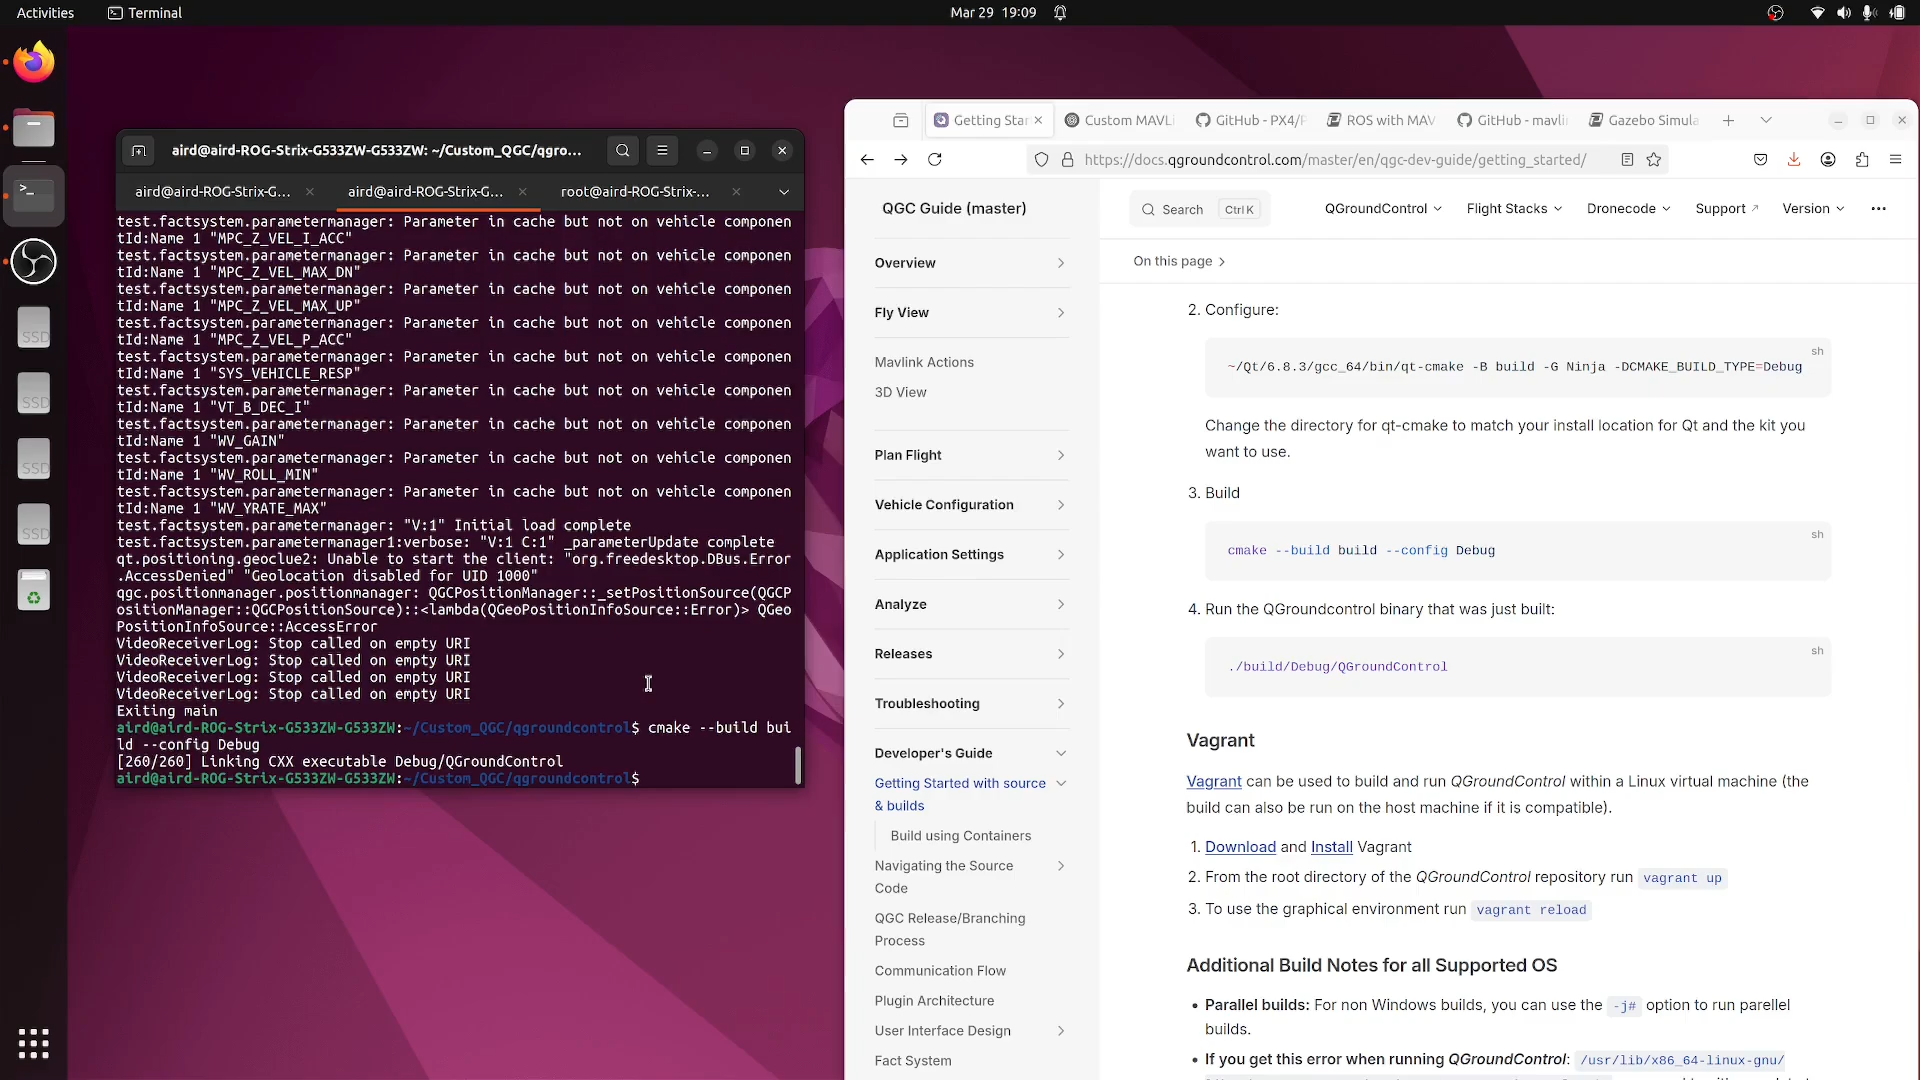 Activities
Terminal
Mar 29 19:09
aird@aird-ROG-Strix-G533ZW-G533ZW: ~/Custom_QGC/qgro...
aird@aird-ROG-Strix-G...
aird@aird-ROG-Strix-G...
root@aird-ROG-Strix-...
test.factsystem.parametermanager: Parameter in cache but not on vehicle componen
tId:Name 1 "MPC_Z_VEL_I_ACC"
test.factsystem.parametermanager: Parameter in cache but not on vehicle componen
tId:Name 1 "MPC_Z_VEL_MAX_DN"
test.factsystem.parametermanager: Parameter in cache but not on vehicle componen
tId:Name 1 "MPC_Z_VEL_MAX_UP"
test.factsystem.parametermanager: Parameter in cache but not on vehicle componen
tId:Name 1 "MPC_Z_VEL_P_ACC"
test.factsystem.parametermanager: Parameter in cache but not on vehicle componen
tId:Name 1 "SYS_VEHICLE_RESP"
test.factsystem.parametermanager: Parameter in cache but not on vehicle componen
tId:Name 1 "VT_B_DEC_I"
test.factsystem.parametermanager: Parameter in cache but not on vehicle componen
tId:Name 1 "WV_GAIN"
test.factsystem.parametermanager: Parameter in cache but not on vehicle componen
tId:Name 1 "WV_ROLL_MIN"
test.factsystem.parametermanager: Parameter in cache but not on vehicle componen
tId:Name 1 "WV_YRATE_MAX"
test.factsystem.parametermanager: "V:1" Initial load complete
test.factsystem.parametermanager1:verbose: "V:1 C:1" _parameterUpdate complete
qt.positioning.geoclue2: Unable to start the client: "org.freedesktop.DBus.Error
.AccessDenied" "Geolocation disabled for UID 1000"
qgc.positionmanager.positionmanager: QGCPositionManager::_setPositionSource(QGCP
ositionManager::QGCPositionSource)::<lambda(QGeoPositionInfoSource::Error)> QGeo
PositionInfoSource::AccessError
VideoReceiverLog: Stop called on empty URI
VideoReceiverLog: Stop called on empty URI
VideoReceiverLog: Stop called on empty URI
VideoReceiverLog: Stop called on empty URI
Exiting main
aird@aird-ROG-Strix-G533ZW-G533ZW:~/Custom_QGC/qgroundcontrol$ cmake --build bui
ld --config Debug
[260/260] Linking CXX executable Debug/QGroundControl
aird@aird-ROG-Strix-G533ZW-G533ZW:~/Custom_QGC/qgroundcontrol$
SSD
SSD
SSD
SSD
Getting Star
Custom MAVLi
GitHub - PX4/P
ROS with MAV
GitHub - mavlin
Gazebo Simula
https://docs.qgroundcontrol.com/master/en/qgc-dev-guide/getting_started/
QGC Guide (master)
Search
Ctrl K
QGroundControl
Flight Stacks
Dronecode
Support
Version
On this page
Overview
Fly View
Mavlink Actions
3D View
Plan Flight
Vehicle Configuration
Application Settings
Analyze
Releases
Troubleshooting
Developer's Guide
Getting Started with source
& builds
Build using Containers
Navigating the Source
Code
QGC Release/Branching
Process
Communication Flow
Plugin Architecture
User Interface Design
Fact System
2. Configure:
sh
~/Qt/6.8.3/gcc_64/bin/qt-cmake -B build -G Ninja -DCMAKE_BUILD_TYPE=Debug
Change the directory for qt-cmake to match your install location for Qt and the kit you
want to use.
3. Build
sh
cmake --build build --config Debug
4. Run the QGroundcontrol binary that was just built:
sh
./build/Debug/QGroundControl
Vagrant
Vagrant can be used to build and run QGroundControl within a Linux virtual machine (the
build can also be run on the host machine if it is compatible).
1. Download and Install Vagrant
2. From the root directory of the QGroundControl repository run vagrant up
3. To use the graphical environment run vagrant reload
Additional Build Notes for all Supported OS
• Parallel builds: For non Windows builds, you can use the -j# option to run parellel
builds.
• If you get this error when running QGroundControl: /usr/lib/x86_64-linux-gnu/